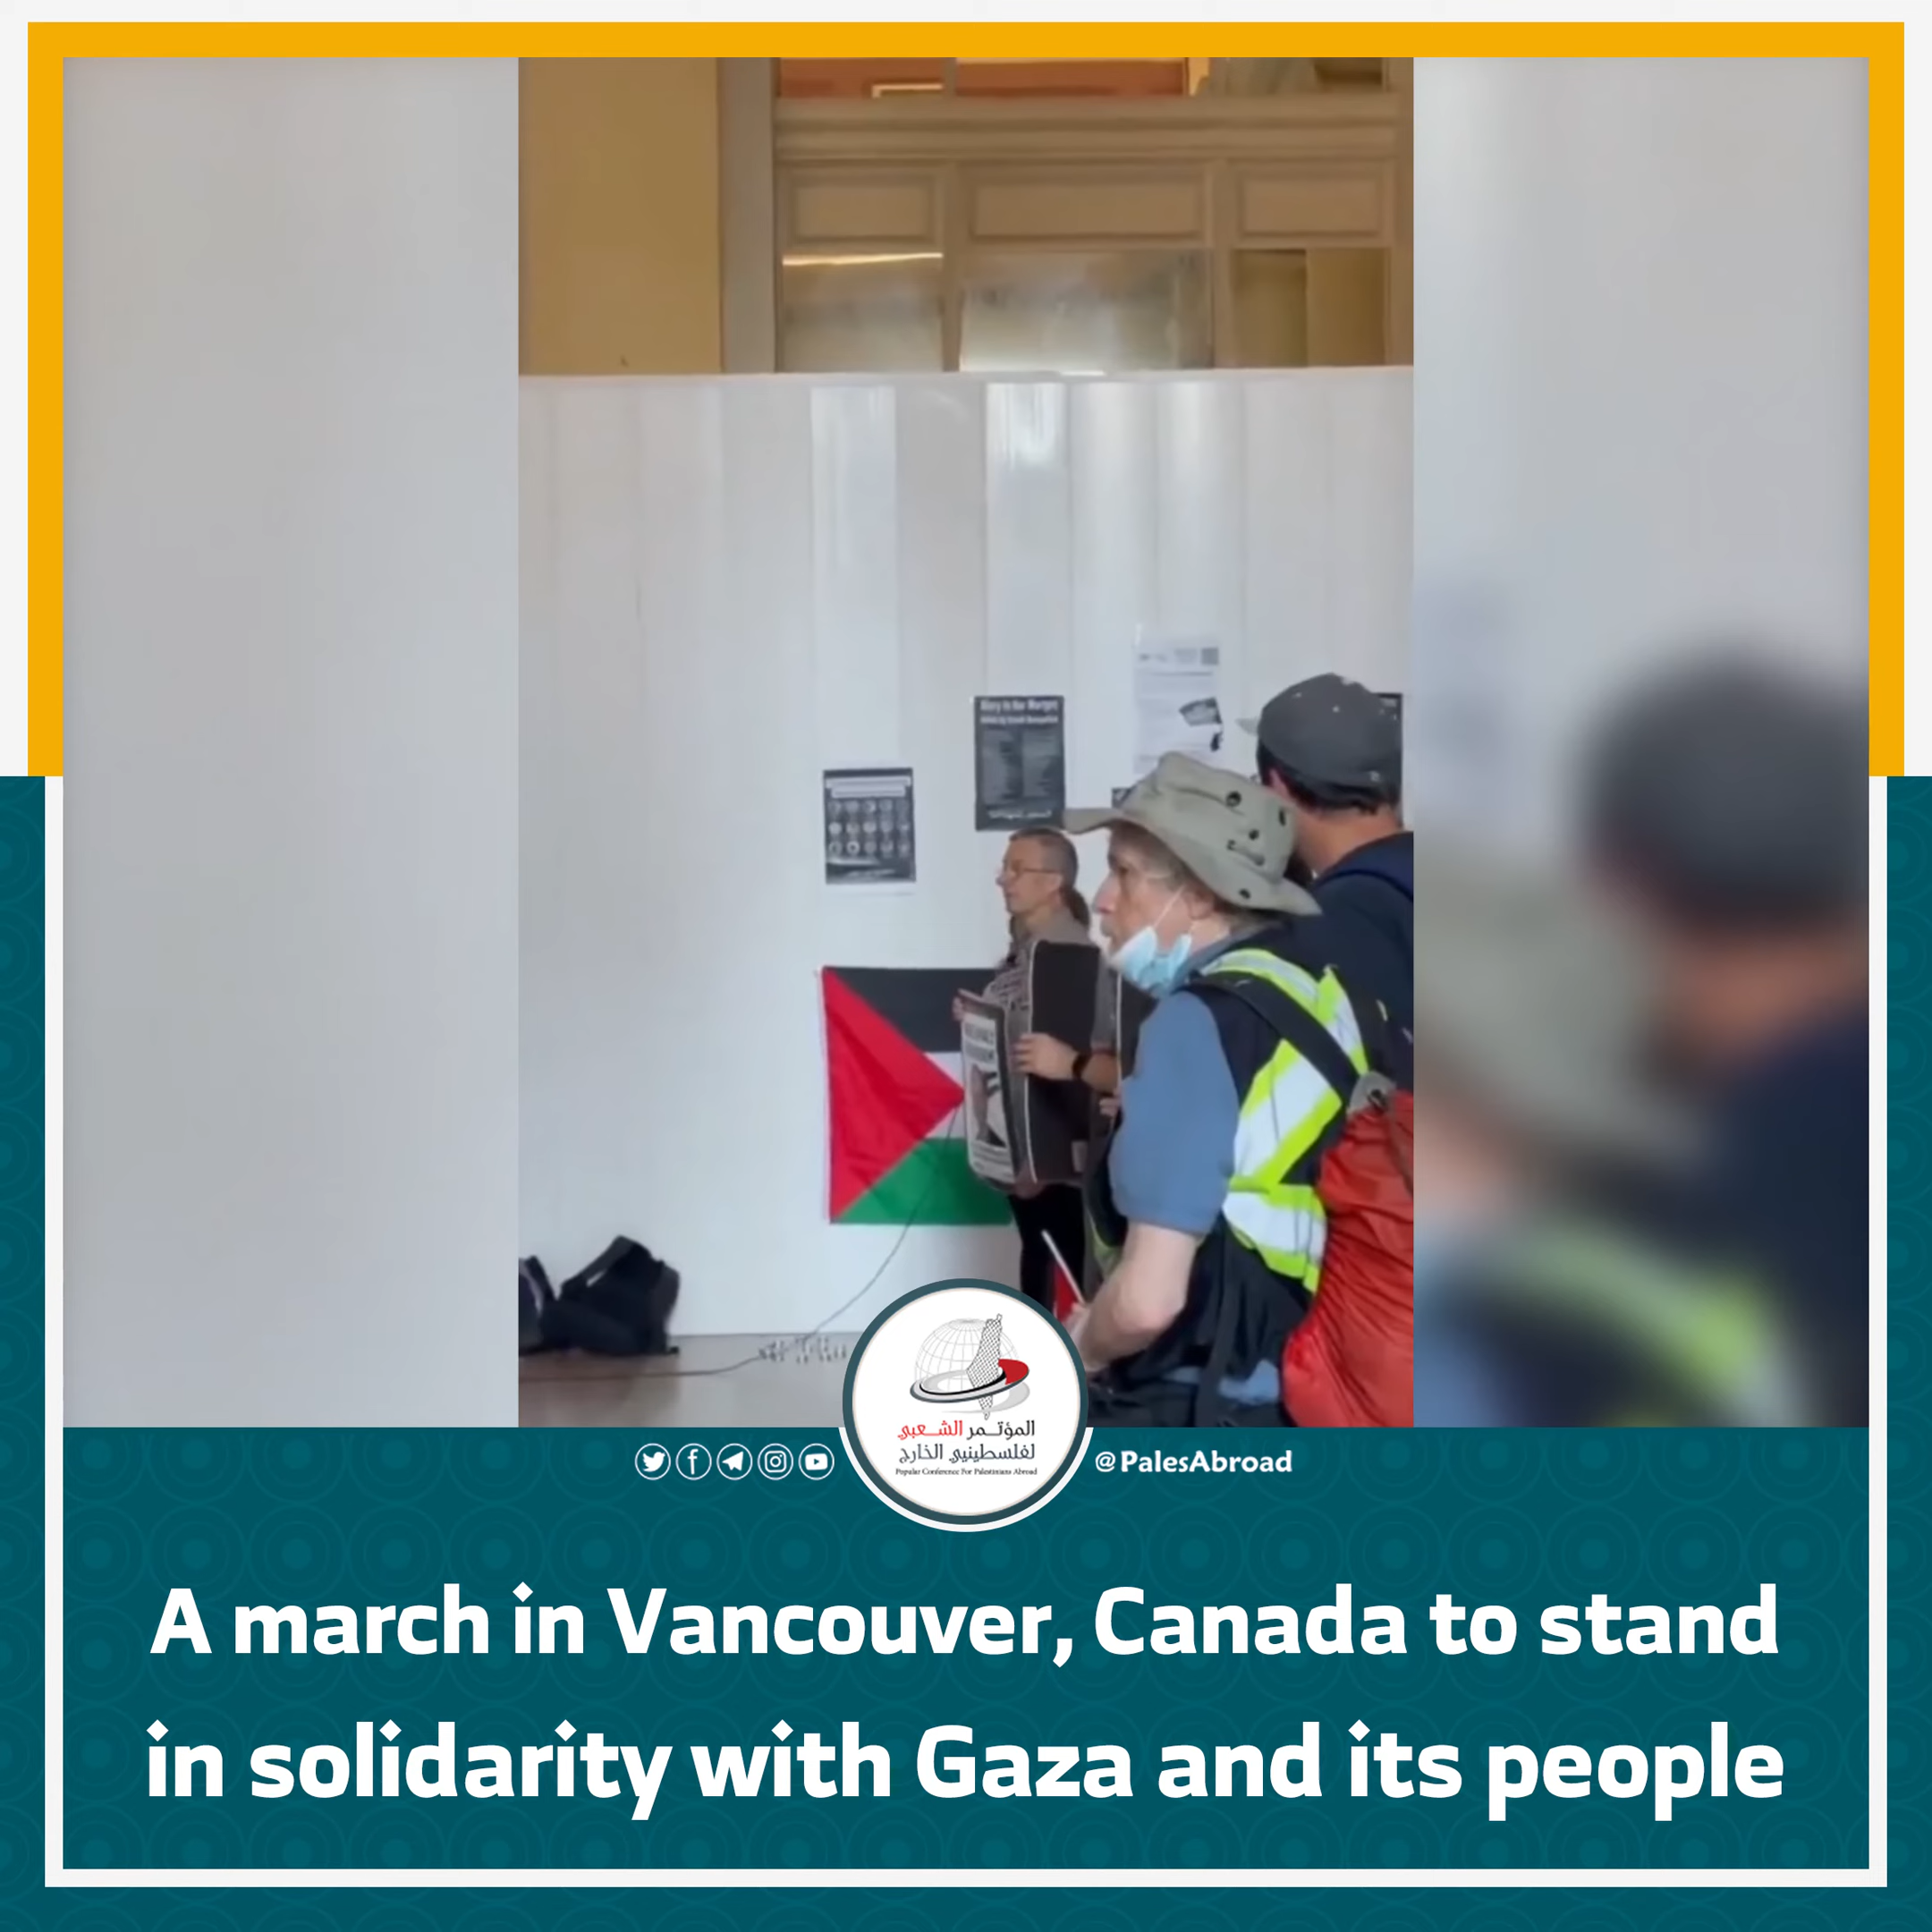 المؤتمر الشعبي
لفلسطينيي الخارج
Popular Conference For Palestinians Abroad
@PalesAbroad
A march in Vancouver, Canada to stand
in solidarity with Gaza and its people